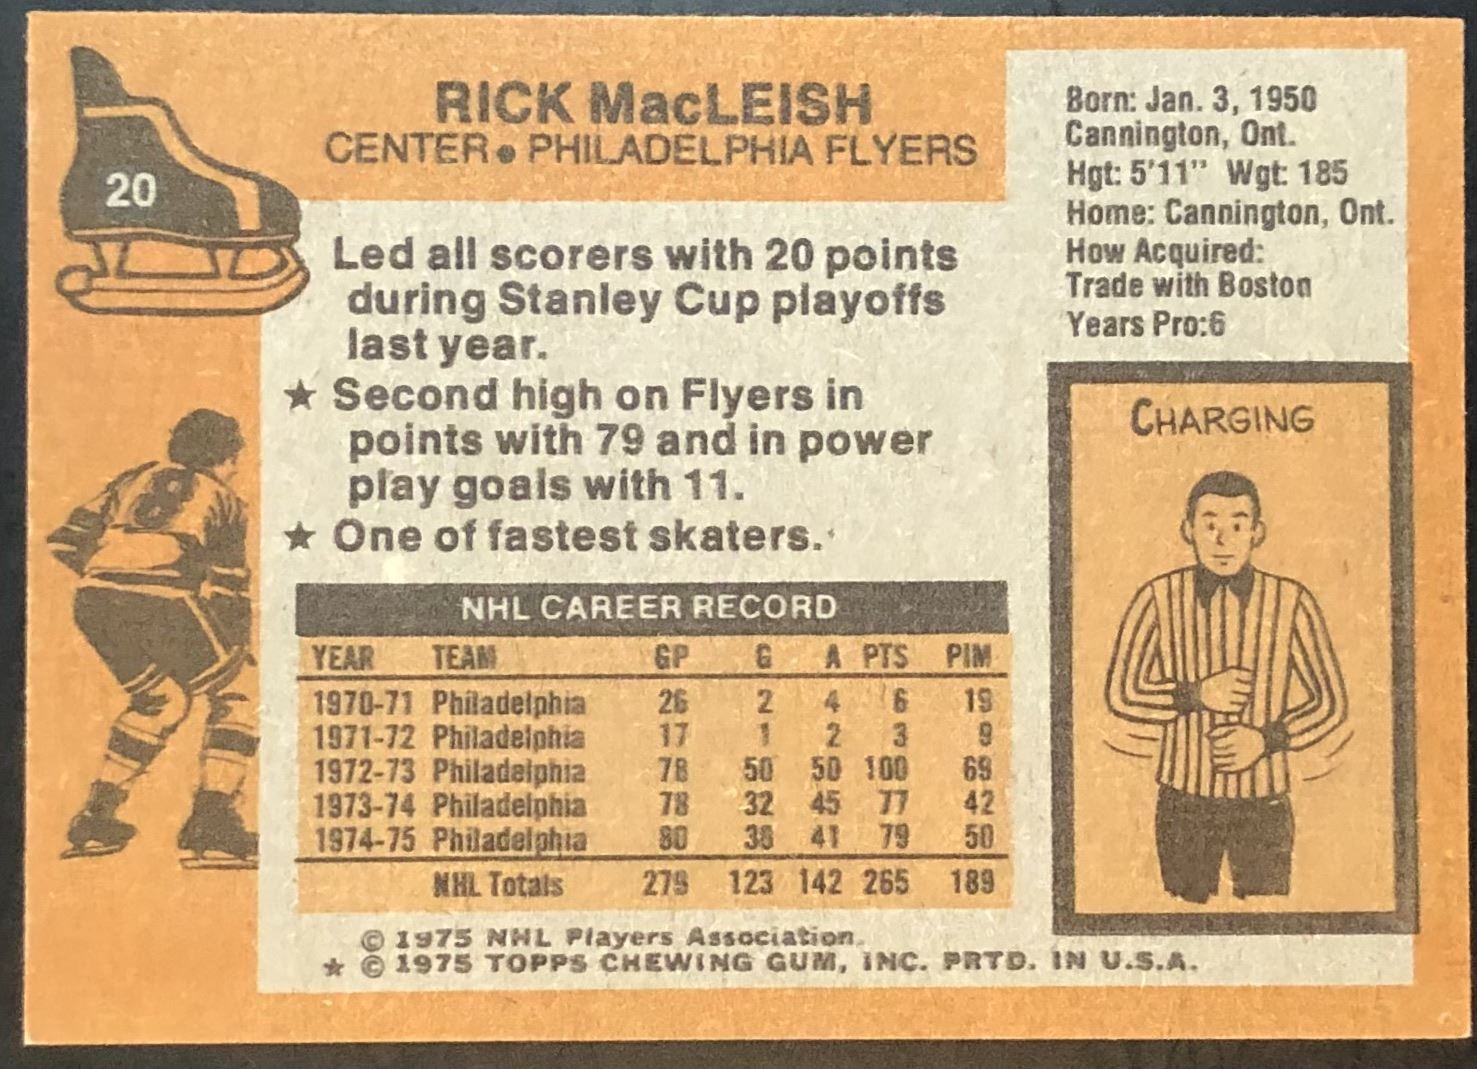 20
RICK MacLEISH
CENTER • PHILADELPHIA FLYERS
Born: Jan. 3, 1950
Cannington, Ont.
Hgt: 5'11" Wgt: 185
Home: Cannington, Ont.
How Acquired:
Trade with Boston
Years Pro:6
Led all scorers with 20 points
during Stanley Cup playoffs
last year.
★ Second high on Flyers in
points with 79 and in power
play goals with 11.
★ One of fastest skaters.
8
CHARGING
NHL CAREER RECORD
YEAR TEAM GP G A PTS PIM
1970-71 Philadelphia 26 2 4 6 19
1971-72 Philadelphia 17 1 2 3 9
1972-73 Philadelphia 78 50 50 100 69
1973-74 Philadelphia 78 32 45 77 42
1974-75 Philadelphia 80 38 41 79 50
NHL Totals 279 123 142 265 189
© 1975 NHL Players Association.
★ © 1975 TOPPS CHEWING GUM, INC. PRTD. IN U.S.A.